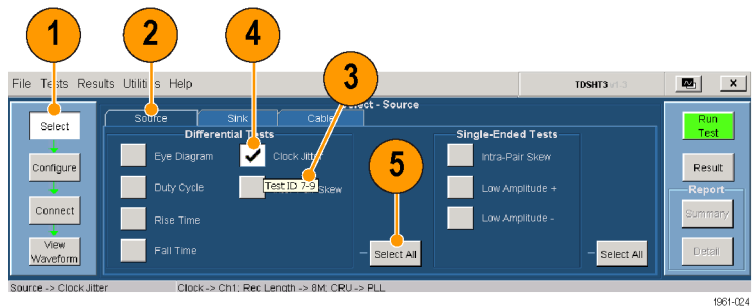 1
2
4
3
File Tests Results Utilities Help
TDSHT3 v1.3
x
Select - Source
Select
Configure
Connect
View
Waveform
Source
Sink
Cable
Differential Tests
Eye Diagram
Clock Jitter
Duty Cycle
Test ID 7-9
Skew
Rise Time
Fall Time
5
Select All
Single-Ended Tests
Intra-Pair Skew
Low Amplitude +
Low Amplitude -
Select All
Run
Test
Result
Report
Summary
Detail
Source -> Clock Jitter
Clock -> Ch1; Rec Length -> 8M; CRU -> PLL
1961-024